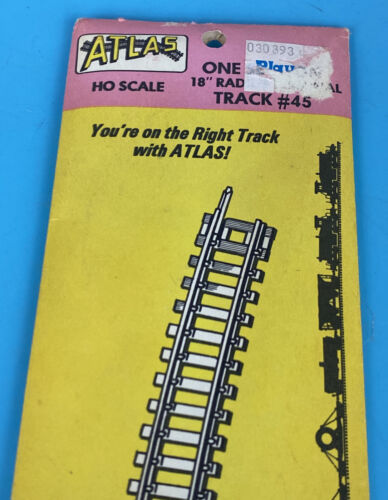 ATLAS
HO SCALE
030393
ONE
18" RAD
TRACK #45
You're on the Right Track
with ATLAS!